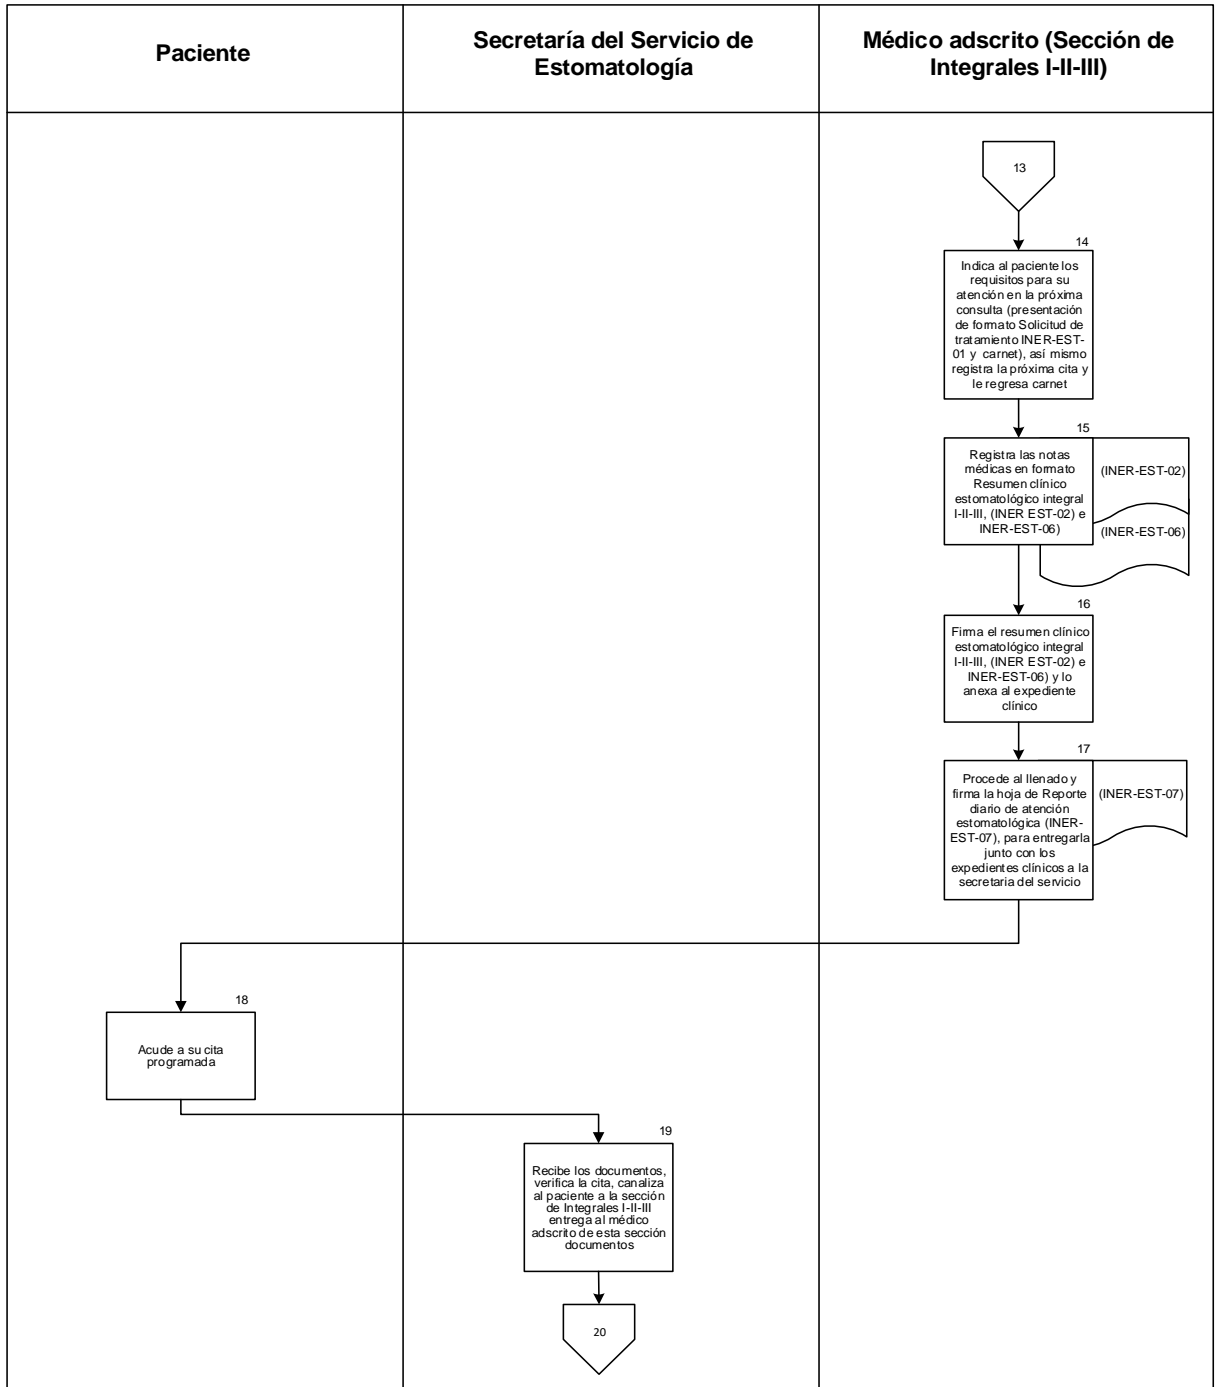 Paciente
Secretaría del Servicio de
Estomatología
Médico adscrito (Sección de
Integrales I-II-III)
13
14
Indica al paciente los
requisitos para su
atención en la próxima
consulta (presentación
de formato Solicitud de
tratamiento INER-EST-
01 y carnet), así mismo
registra la próxima cita y
le regresa carnet
15
Registra las notas
médicas en formato
Resumen clínico
estomatológico integral
I-II-III, (INER EST-02) e
INER-EST-06)
(INER-EST-02)
(INER-EST-06)
16
Firma el resumen clínico
estomatológico integral
I-II-III, (INER EST-02) e
INER-EST-06) y lo
anexa al expediente
clínico
17
Procede al llenado y
firma la hoja de Reporte
diario de atención
estomatológica (INER-
EST-07), para entregarla
junto con los
expedientes clínicos a la
secretaria del servicio
(INER-EST-07)
18
Acude a su cita
programada
19
Recibe los documentos,
verifica la cita, canaliza
al paciente a la sección
de Integrales I-II-III
entrega al médico
adscrito de esta sección
documentos
20